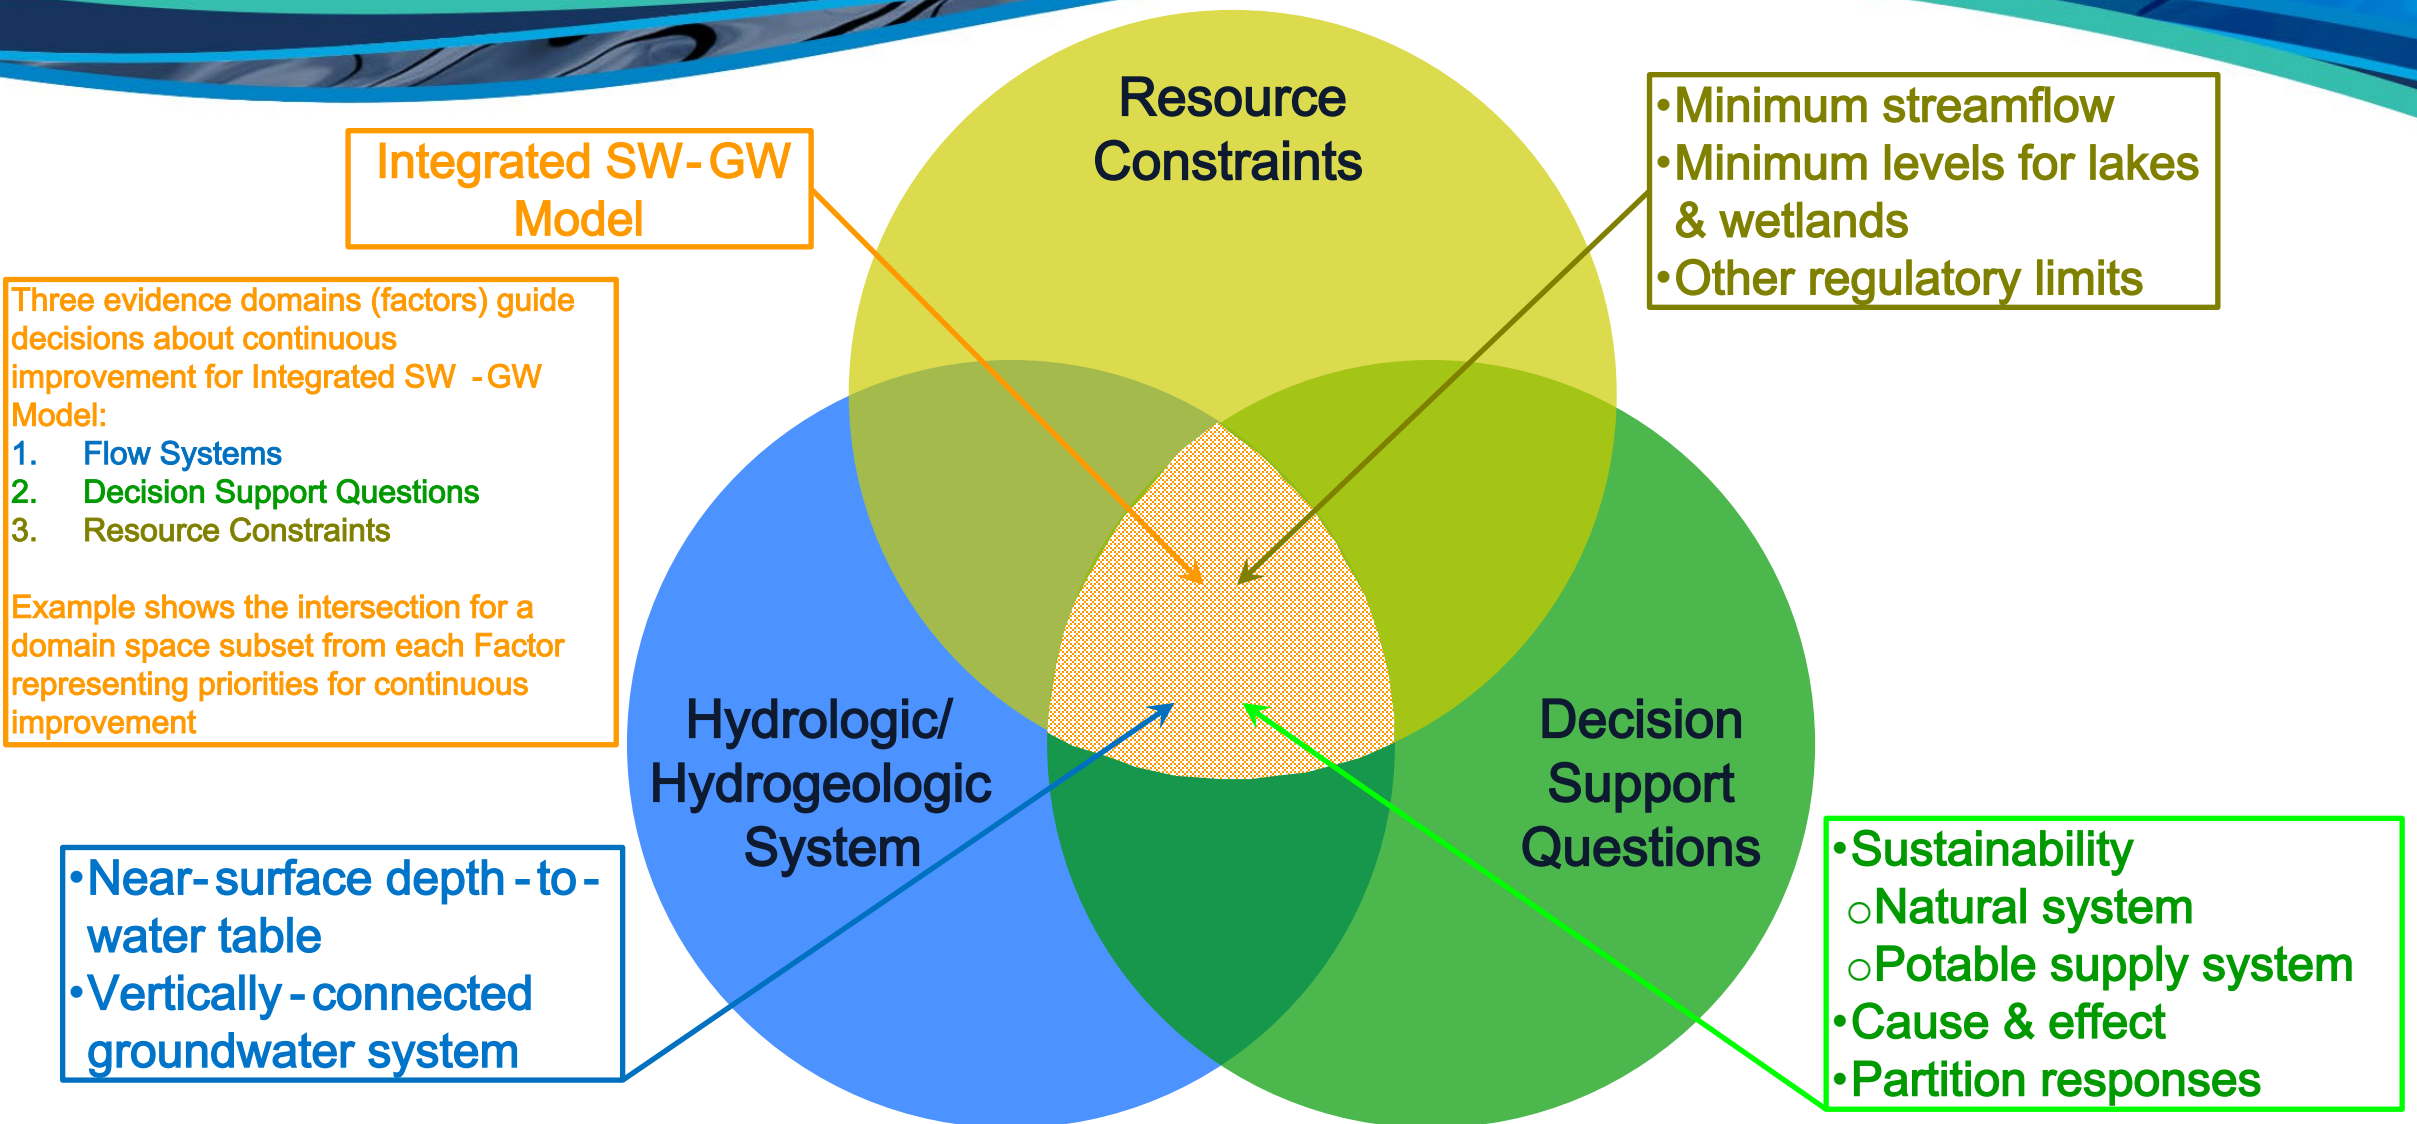 Resource
Constraints
Integrated SW-GW
Model
•Minimum streamflow
•Minimum levels for lakes
& wetlands
•Other regulatory limits
Three evidence domains (factors) guide
decisions about continuous
improvement for Integrated SW -GW
Model:
1. Flow Systems
2. Decision Support Questions
3. Resource Constraints
Example shows the intersection for a
domain space subset from each Factor
representing priorities for continuous
improvement
Hydrologic/
Hydrogeologic
System
Decision
Support
Questions
•Near-surface depth-to-
water table
•Vertically-connected
groundwater system
•Sustainability
oNatural system
oPotable supply system
•Cause & effect
•Partition responses